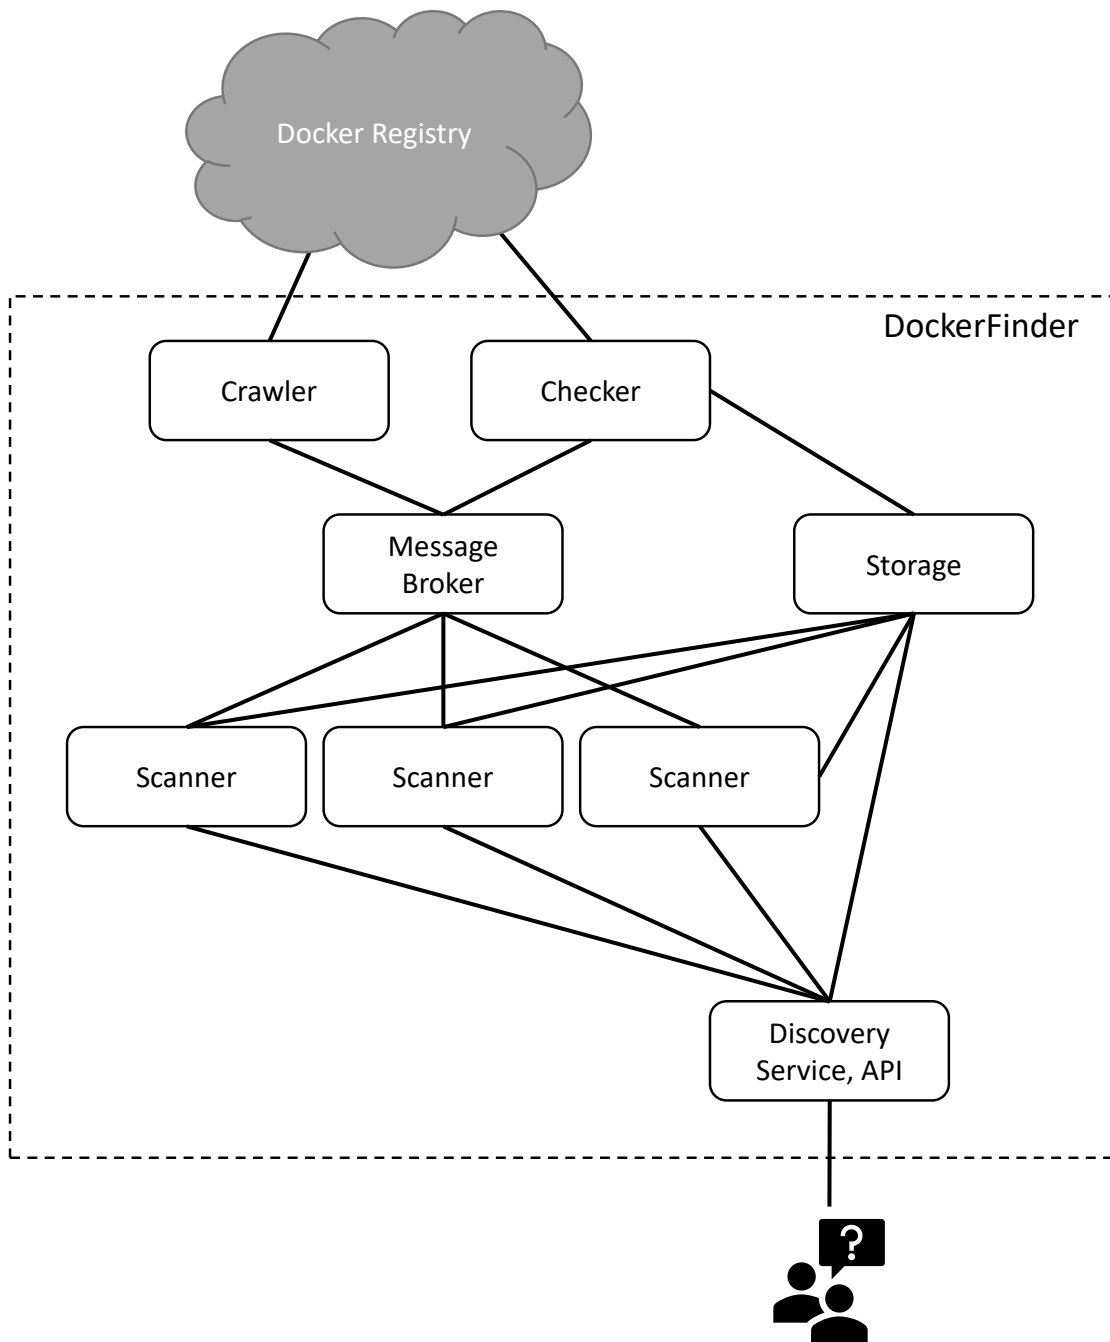 Docker Registry
DockerFinder
Crawler
Checker
Message
Broker
Storage
Scanner
Scanner
Scanner
Discovery
Service, API
?